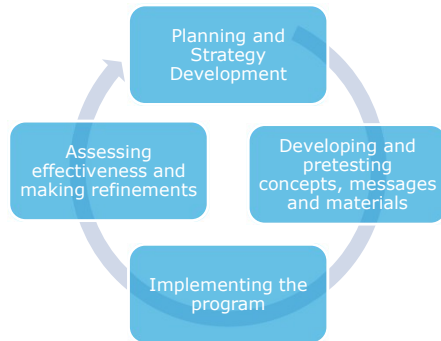 Planning and
Strategy
Development
Developing and
pretesting
concepts, messages
and materials
Implementing the
program
Assessing
effectiveness and
making refinements